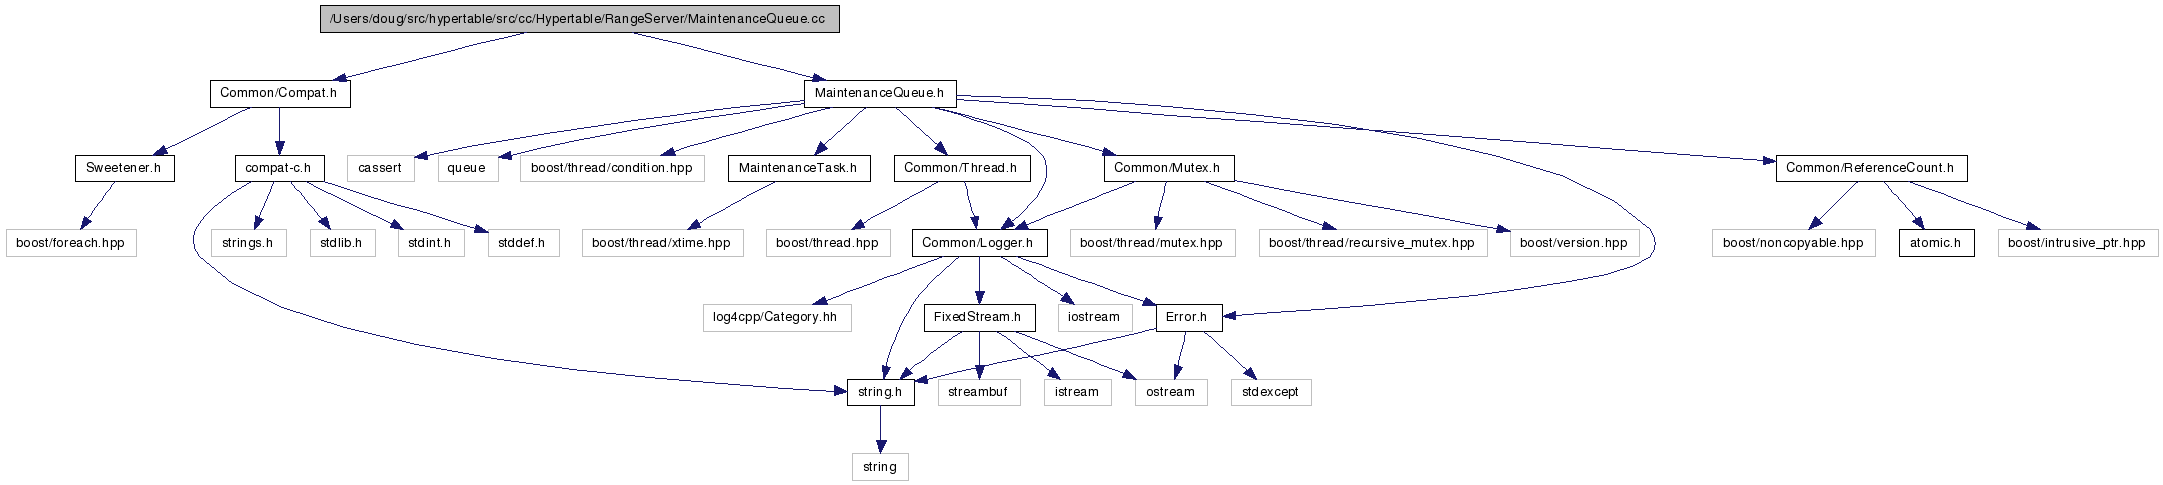 /Users/doug/src/hypertable/src/cc/Hypertable/RangeServer/MaintenanceQueue.cc
Common/Compat.h
MaintenanceQueue.h
Sweetener.h
compat-c.h
cassert
queue
boost/thread/condition.hpp
MaintenanceTask.h
Common/Thread.h
Common/Mutex.h
Common/ReferenceCount.h
boost/foreach.hpp
strings.h
stdlib.h
stdint.h
stddef.h
boost/thread/xtime.hpp
boost/thread.hpp
Common/Logger.h
boost/thread/mutex.hpp
boost/thread/recursive_mutex.hpp
boost/version.hpp
boost/noncopyable.hpp
atomic.h
boost/intrusive_ptr.hpp
log4cpp/Category.hh
FixedStream.h
iostream
Error.h
string.h
streambuf
istream
ostream
stdexcept
string